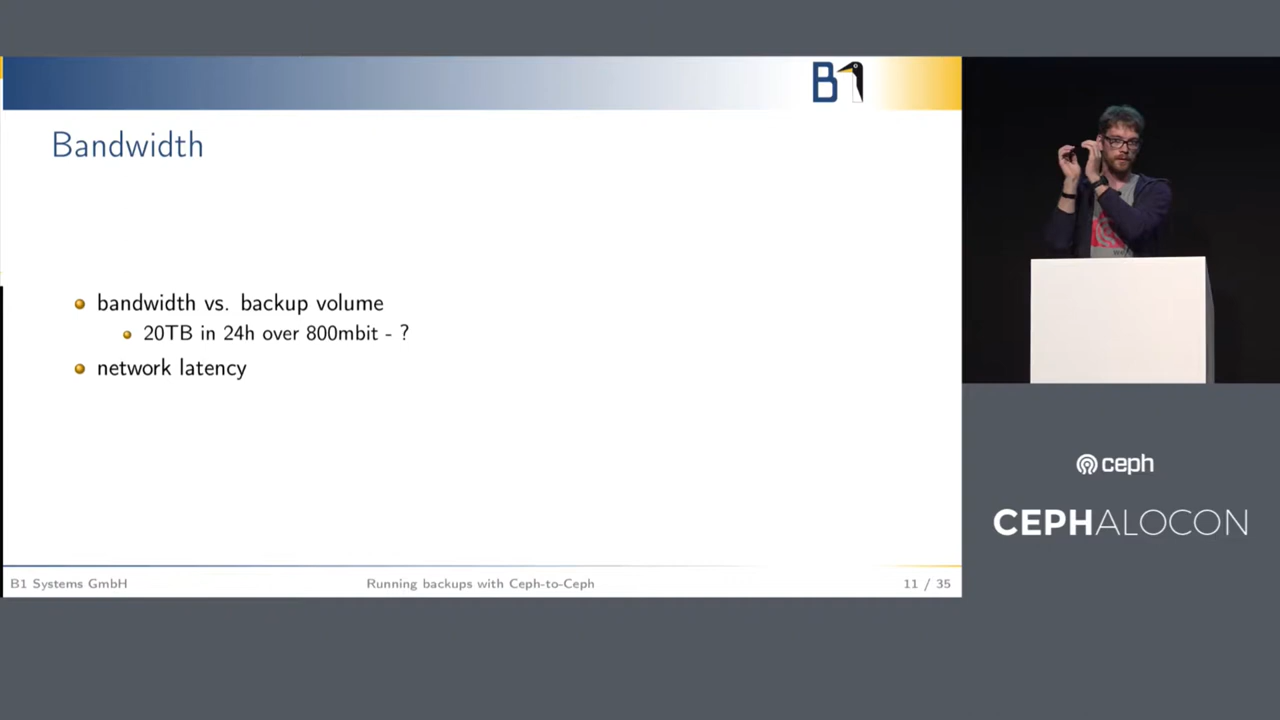 B1
Bandwidth
bandwidth vs. backup volume
20TB in 24h over 800mbit - ?
network latency
B1 Systems GmbH
Running backups with Ceph-to-Ceph
11 / 35
ceph
CEPHALOCON